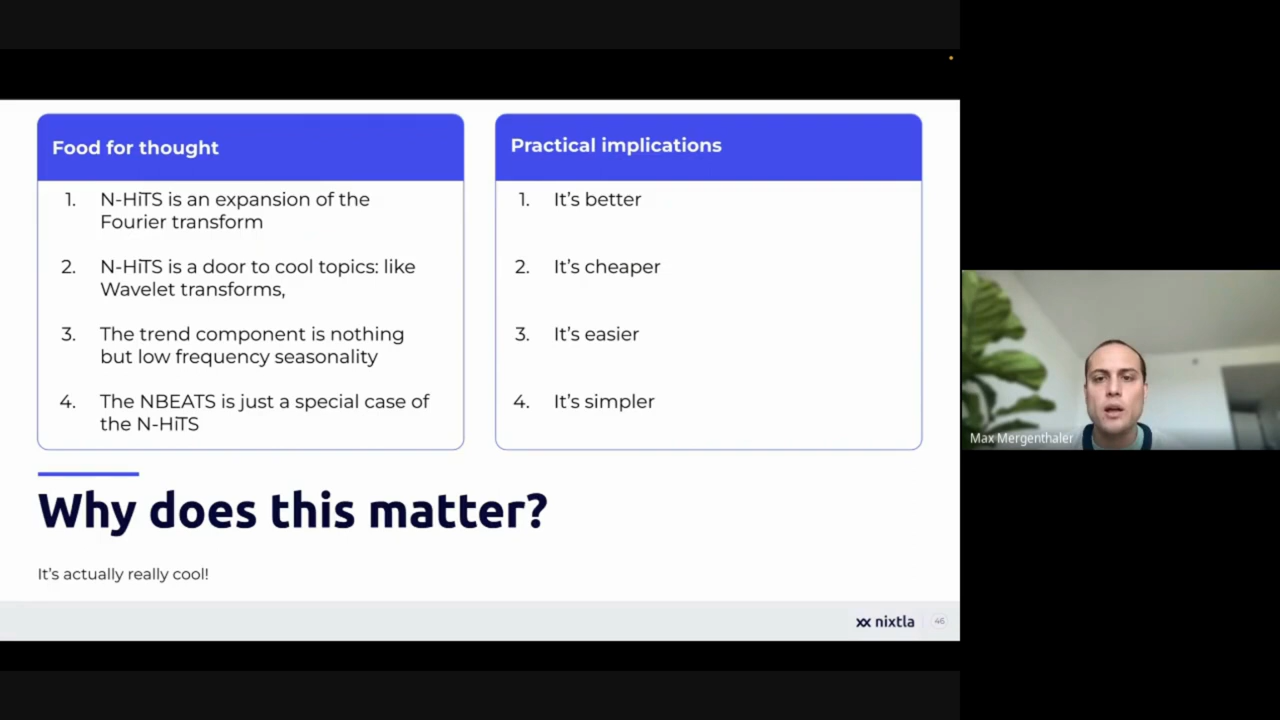 Food for thought
1. N-HiTS is an expansion of the
Fourier transform
2. N-HiTS is a door to cool topics: like
Wavelet transforms,
3. The trend component is nothing
but low frequency seasonality
4. The NBEATS is just a special case of
the N-HiTS
Practical implications
1. It's better
2. It's cheaper
3. It's easier
4. It's simpler
Why does this matter?
It's actually really cool!
nixtla
46
Max Mergenthaler